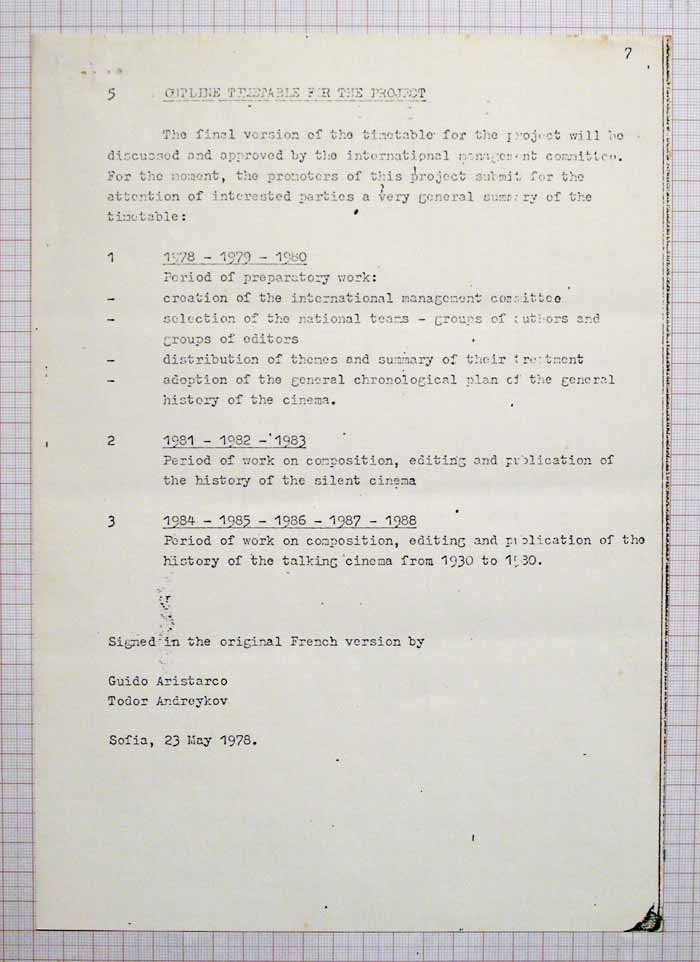 7
5 OUTLINE TIMETABLE FOR THE PROJECT
The final version of the timetable for the project will be
discussed and approved by the international management committee.
For the moment, the promoters of this project submit for the
attention of interested parties a very general summary of the
timetable:
1 1978 - 1979 - 1980
Period of preparatory work:
- creation of the international management committee
- selection of the national teams - groups of authors and
groups of editors
- distribution of themes and summary of their treatment
- adoption of the general chronological plan of the general
history of the cinema.
2 1981 - 1982 - 1983
Period of work on composition, editing and publication of
the history of the silent cinema
3 1984 - 1985 - 1986 - 1987 - 1988
Period of work on composition, editing and publication of the
history of the talking cinema from 1930 to 1980.
Signed in the original French version by
Guido Aristarco
Todor Andreykov
Sofia, 23 May 1978.